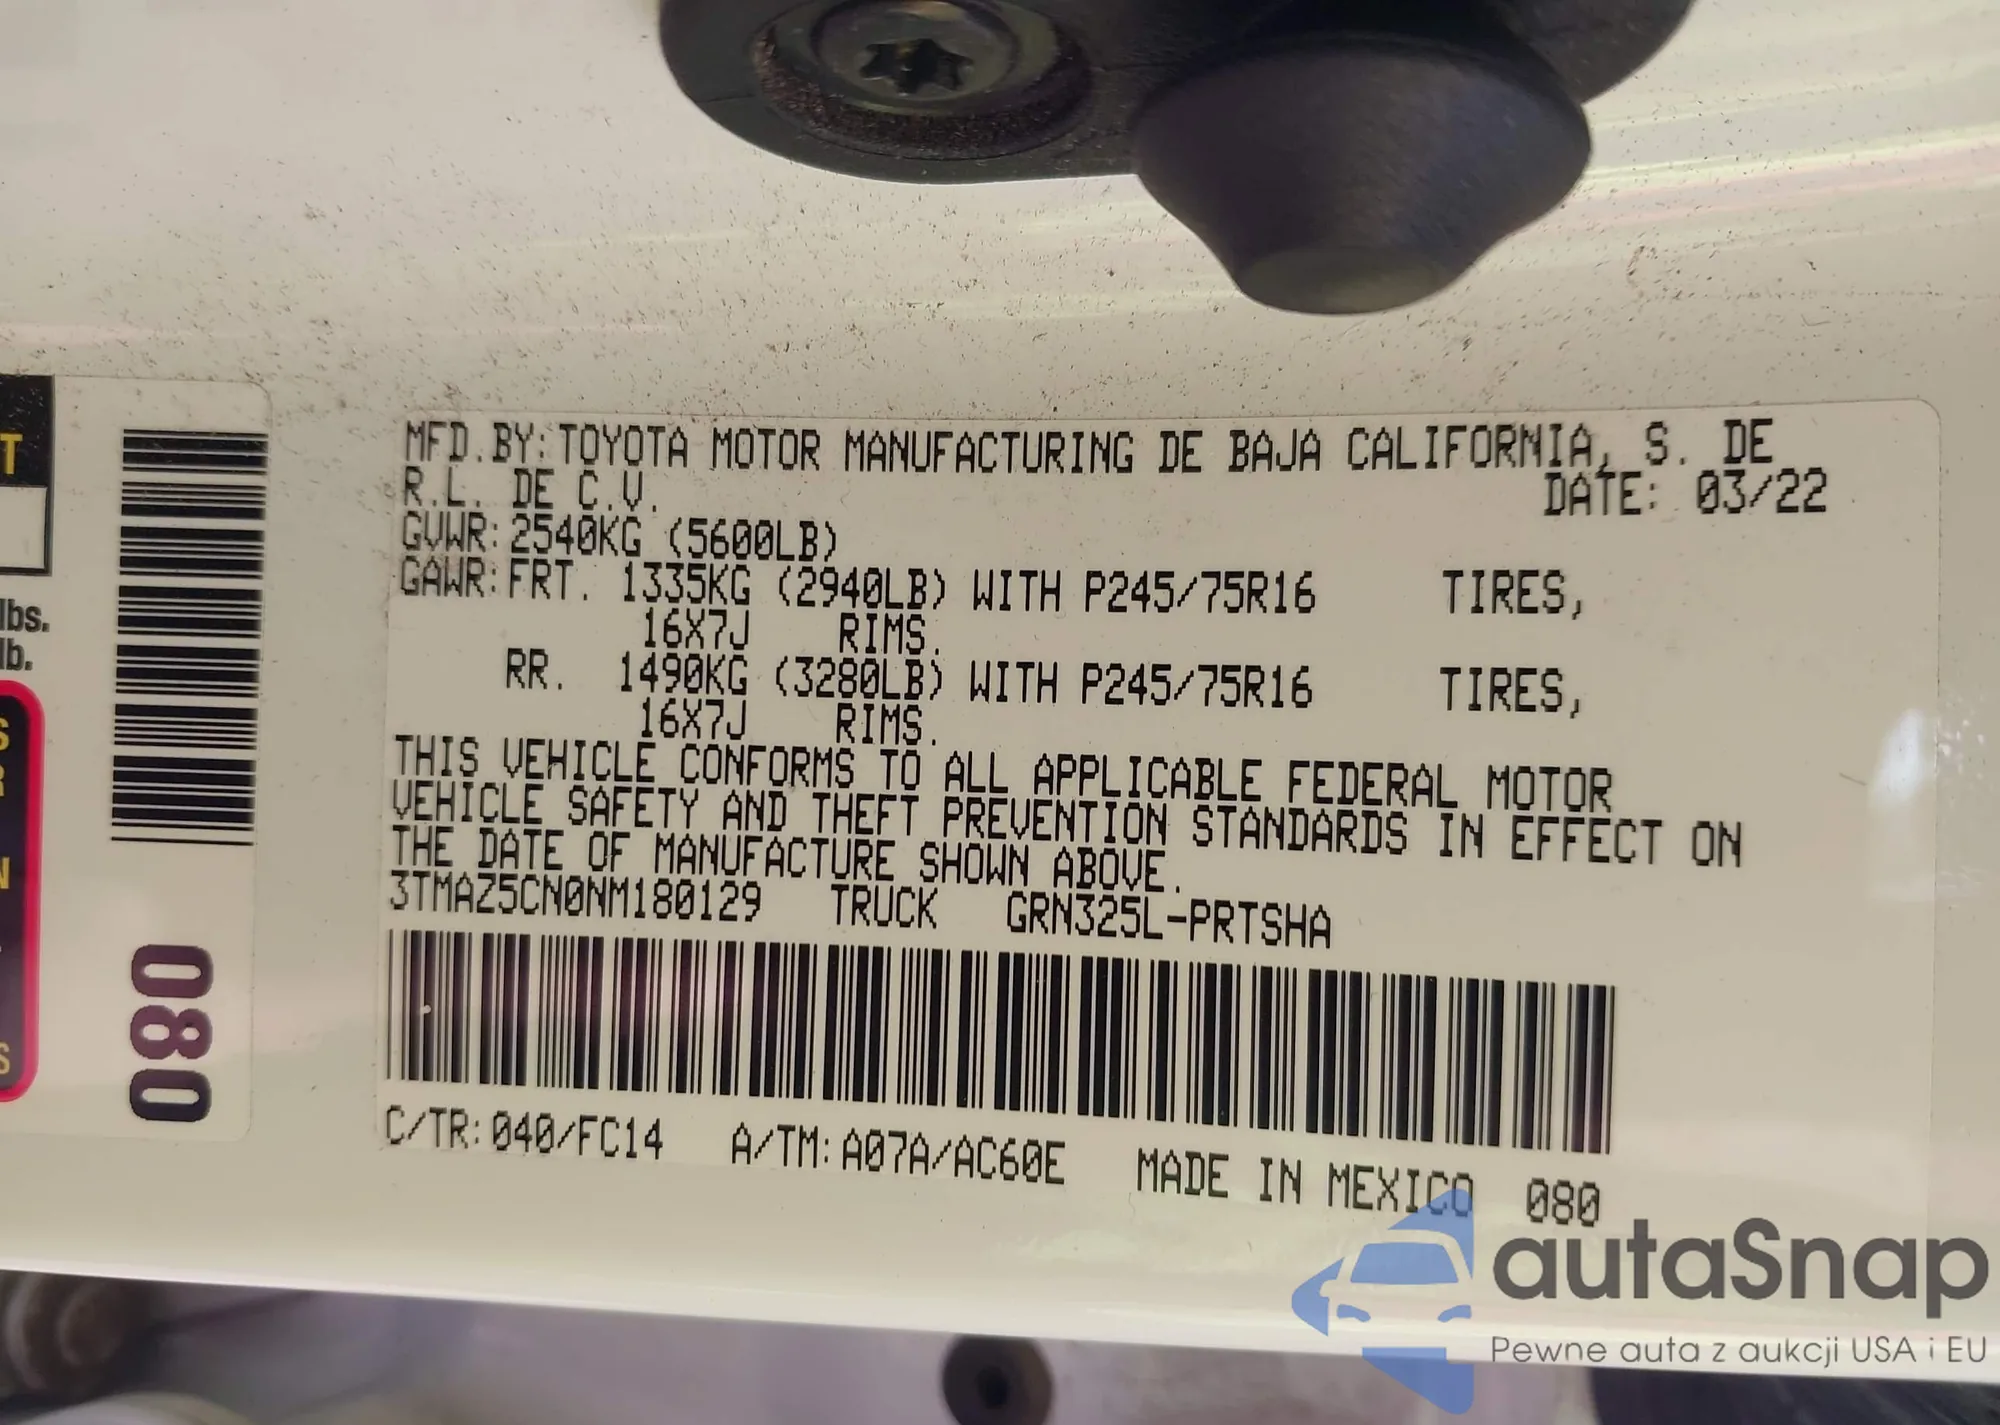 T
lbs.
lb.
S
R
N
S
080
MFD.BY:TOYOTA MOTOR MANUFACTURING DE BAJA CALIFORNIA, S. DE
R.L. DE C.V. DATE: 03/22
GVWR:2540KG (5600LB)
GAWR:FRT. 1335KG (2940LB) WITH P245/75R16 TIRES,
16X7J RIMS.
RR. 1490KG (3280LB) WITH P245/75R16 TIRES,
16X7J RIMS.
THIS VEHICLE CONFORMS TO ALL APPLICABLE FEDERAL MOTOR
VEHICLE SAFETY AND THEFT PREVENTION STANDARDS IN EFFECT ON
THE DATE OF MANUFACTURE SHOWN ABOVE.
3TMAZ5CN0NM180129 TRUCK GRN325L-PRTSHA
C/TR:040/FC14 A/TM:A07A/AC60E MADE IN MEXICO 080
autaSnap
Pewne auta z aukcji USA i EU